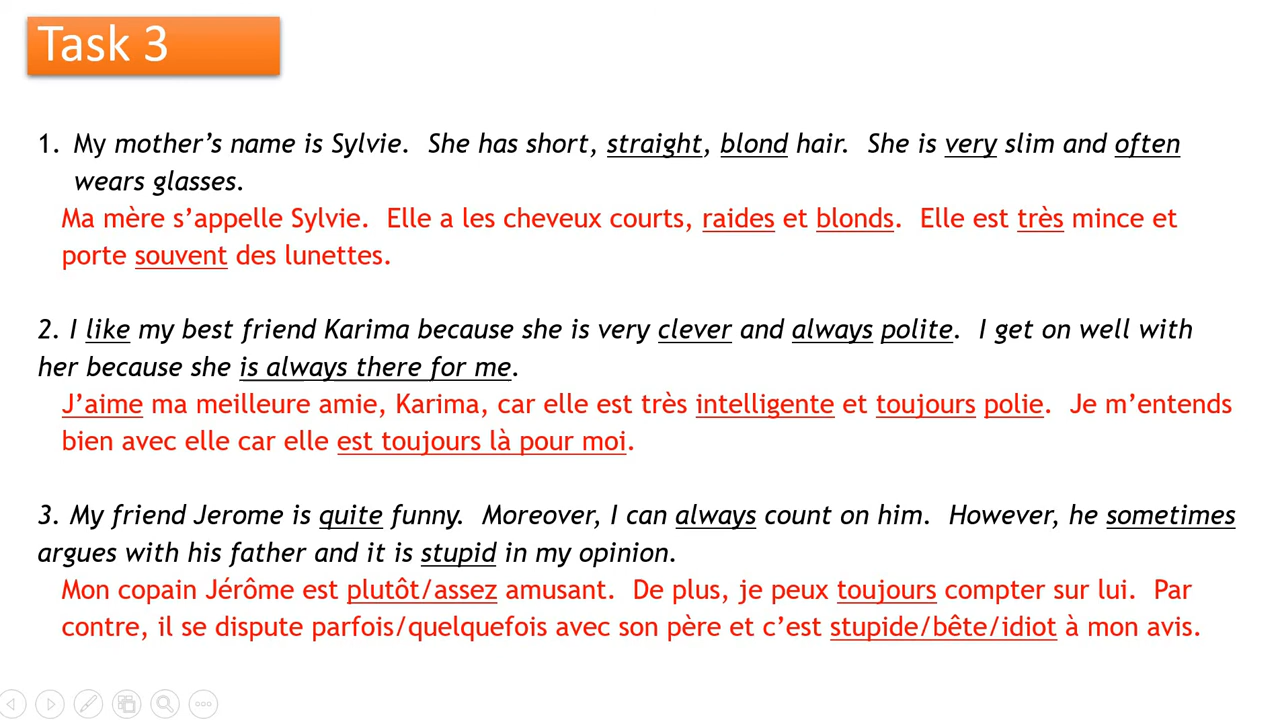 Task 3
1. My mother’s name is Sylvie. She has short, straight, blond hair. She is very slim and often
wears glasses.
Ma mère s’appelle Sylvie. Elle a les cheveux courts, raides et blonds. Elle est très mince et
porte souvent des lunettes.
2. I like my best friend Karima because she is very clever and always polite. I get on well with
her because she is always there for me.
J’aime ma meilleure amie, Karima, car elle est très intelligente et toujours polie. Je m’entends
bien avec elle car elle est toujours là pour moi.
3. My friend Jerome is quite funny. Moreover, I can always count on him. However, he sometimes
argues with his father and it is stupid in my opinion.
Mon copain Jérôme est plutôt/assez amusant. De plus, je peux toujours compter sur lui. Par
contre, il se dispute parfois/quelquefois avec son père et c’est stupide/bête/idiot à mon avis.